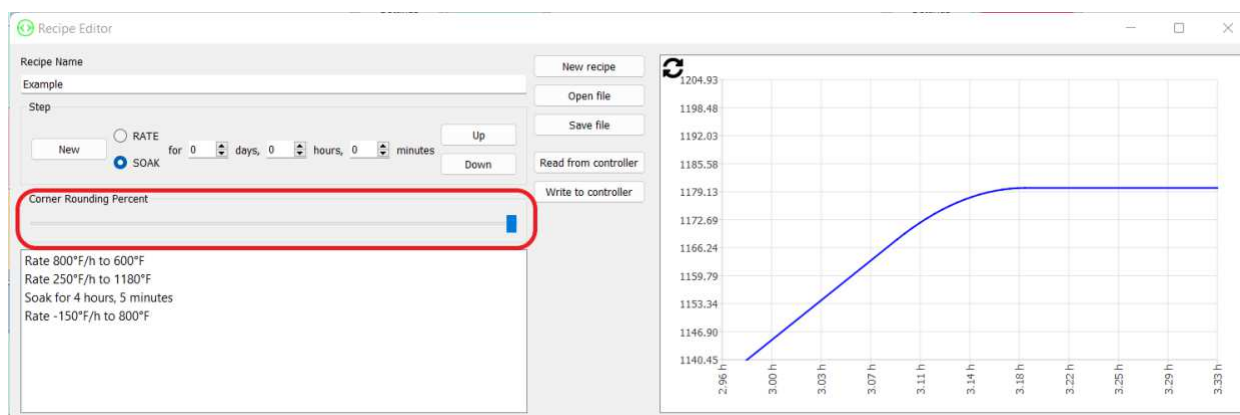 Recipe Editor
Recipe Name
Example
Step
New
RATE
SOAK
for 0 days, 0 hours, 0 minutes
Up
Down
Corner Rounding Percent
Rate 800°F/h to 600°F
Rate 250°F/h to 1180°F
Soak for 4 hours, 5 minutes
Rate -150°F/h to 800°F
New recipe
Open file
Save file
Read from controller
Write to controller
1204.93
1198.48
1192.03
1185.58
1179.13
1172.69
1166.24
1159.79
1153.34
1146.90
1140.45
2.96 h
3.00 h
3.03 h
3.07 h
3.11 h
3.14 h
3.18 h
3.22 h
3.25 h
3.29 h
3.33 h